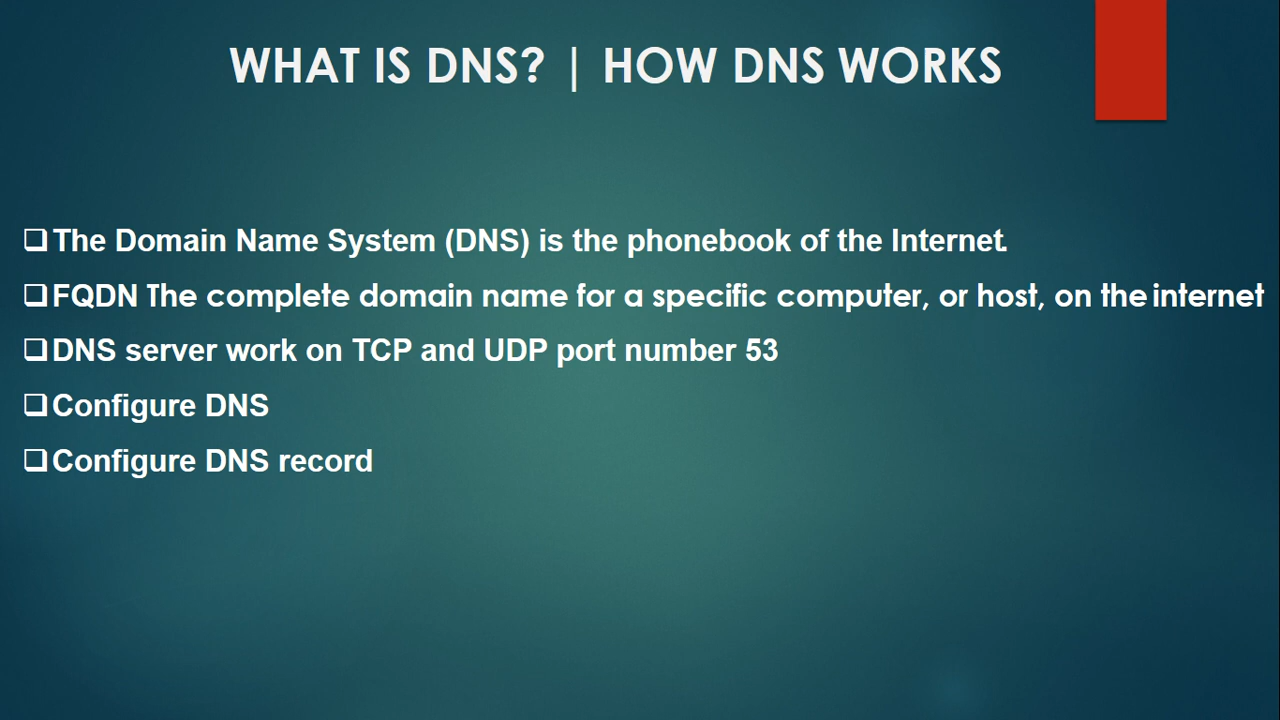 WHAT IS DNS? | HOW DNS WORKS
❑The Domain Name System (DNS) is the phonebook of the Internet.
❑FQDN The complete domain name for a specific computer, or host, on the internet
❑DNS server work on TCP and UDP port number 53
❑Configure DNS
❑Configure DNS record